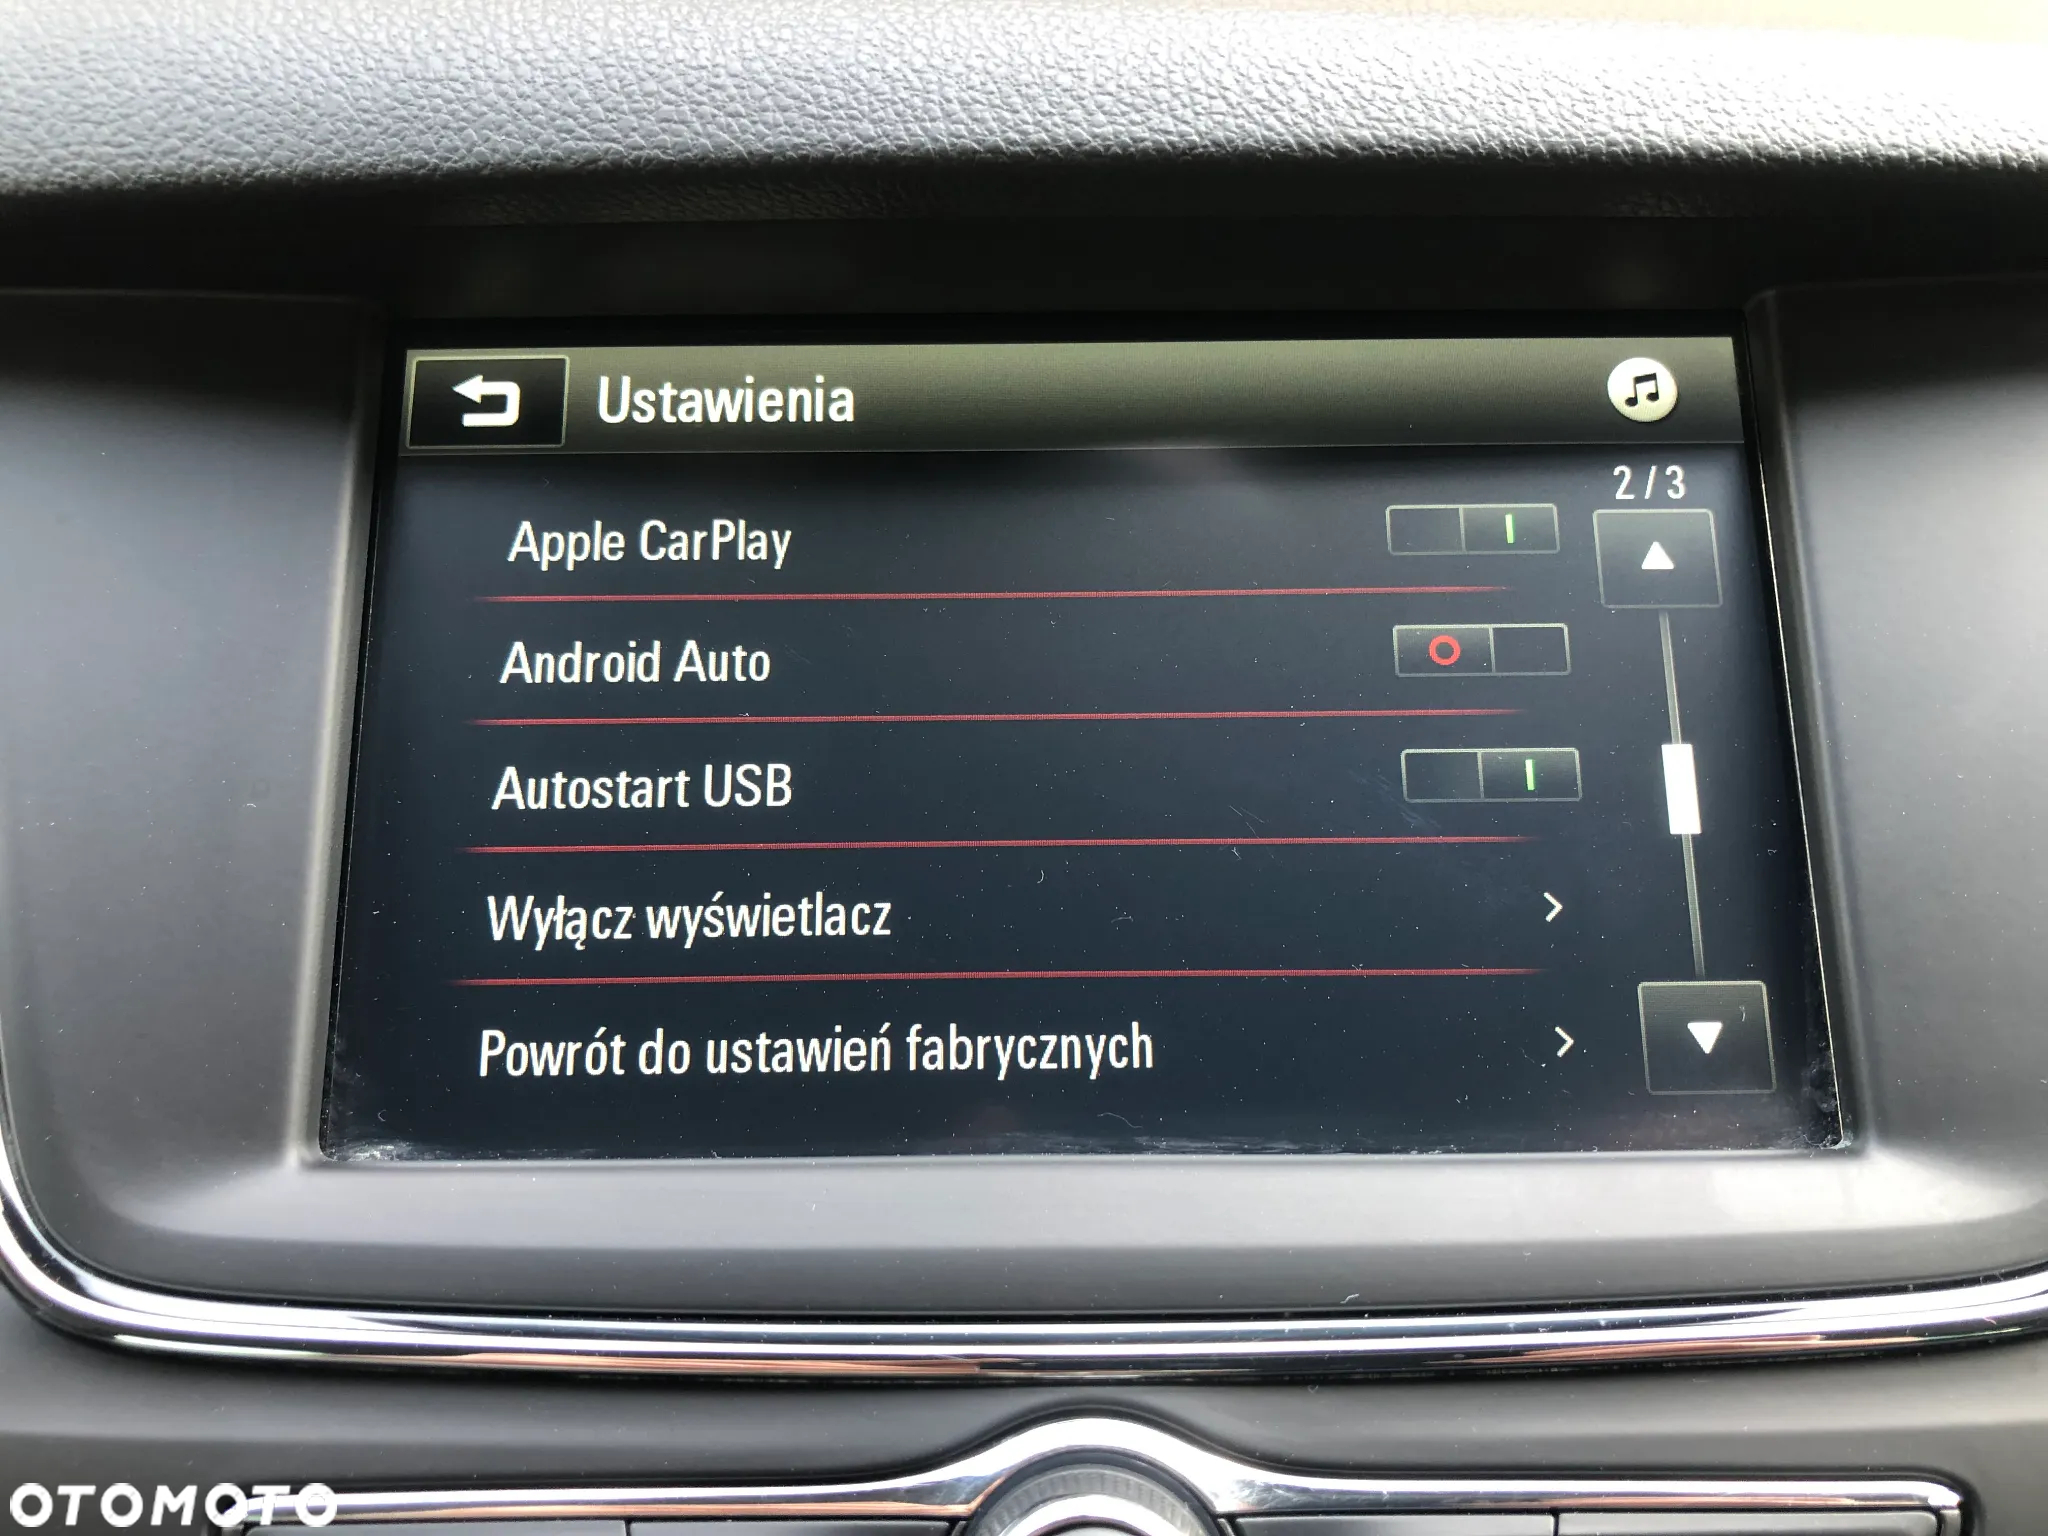 Ustawienia
2 / 3
Apple CarPlay
Android Auto
Autostart USB
Wyłącz wyświetlacz
Powrót do ustawień fabrycznych
OTOMOTO